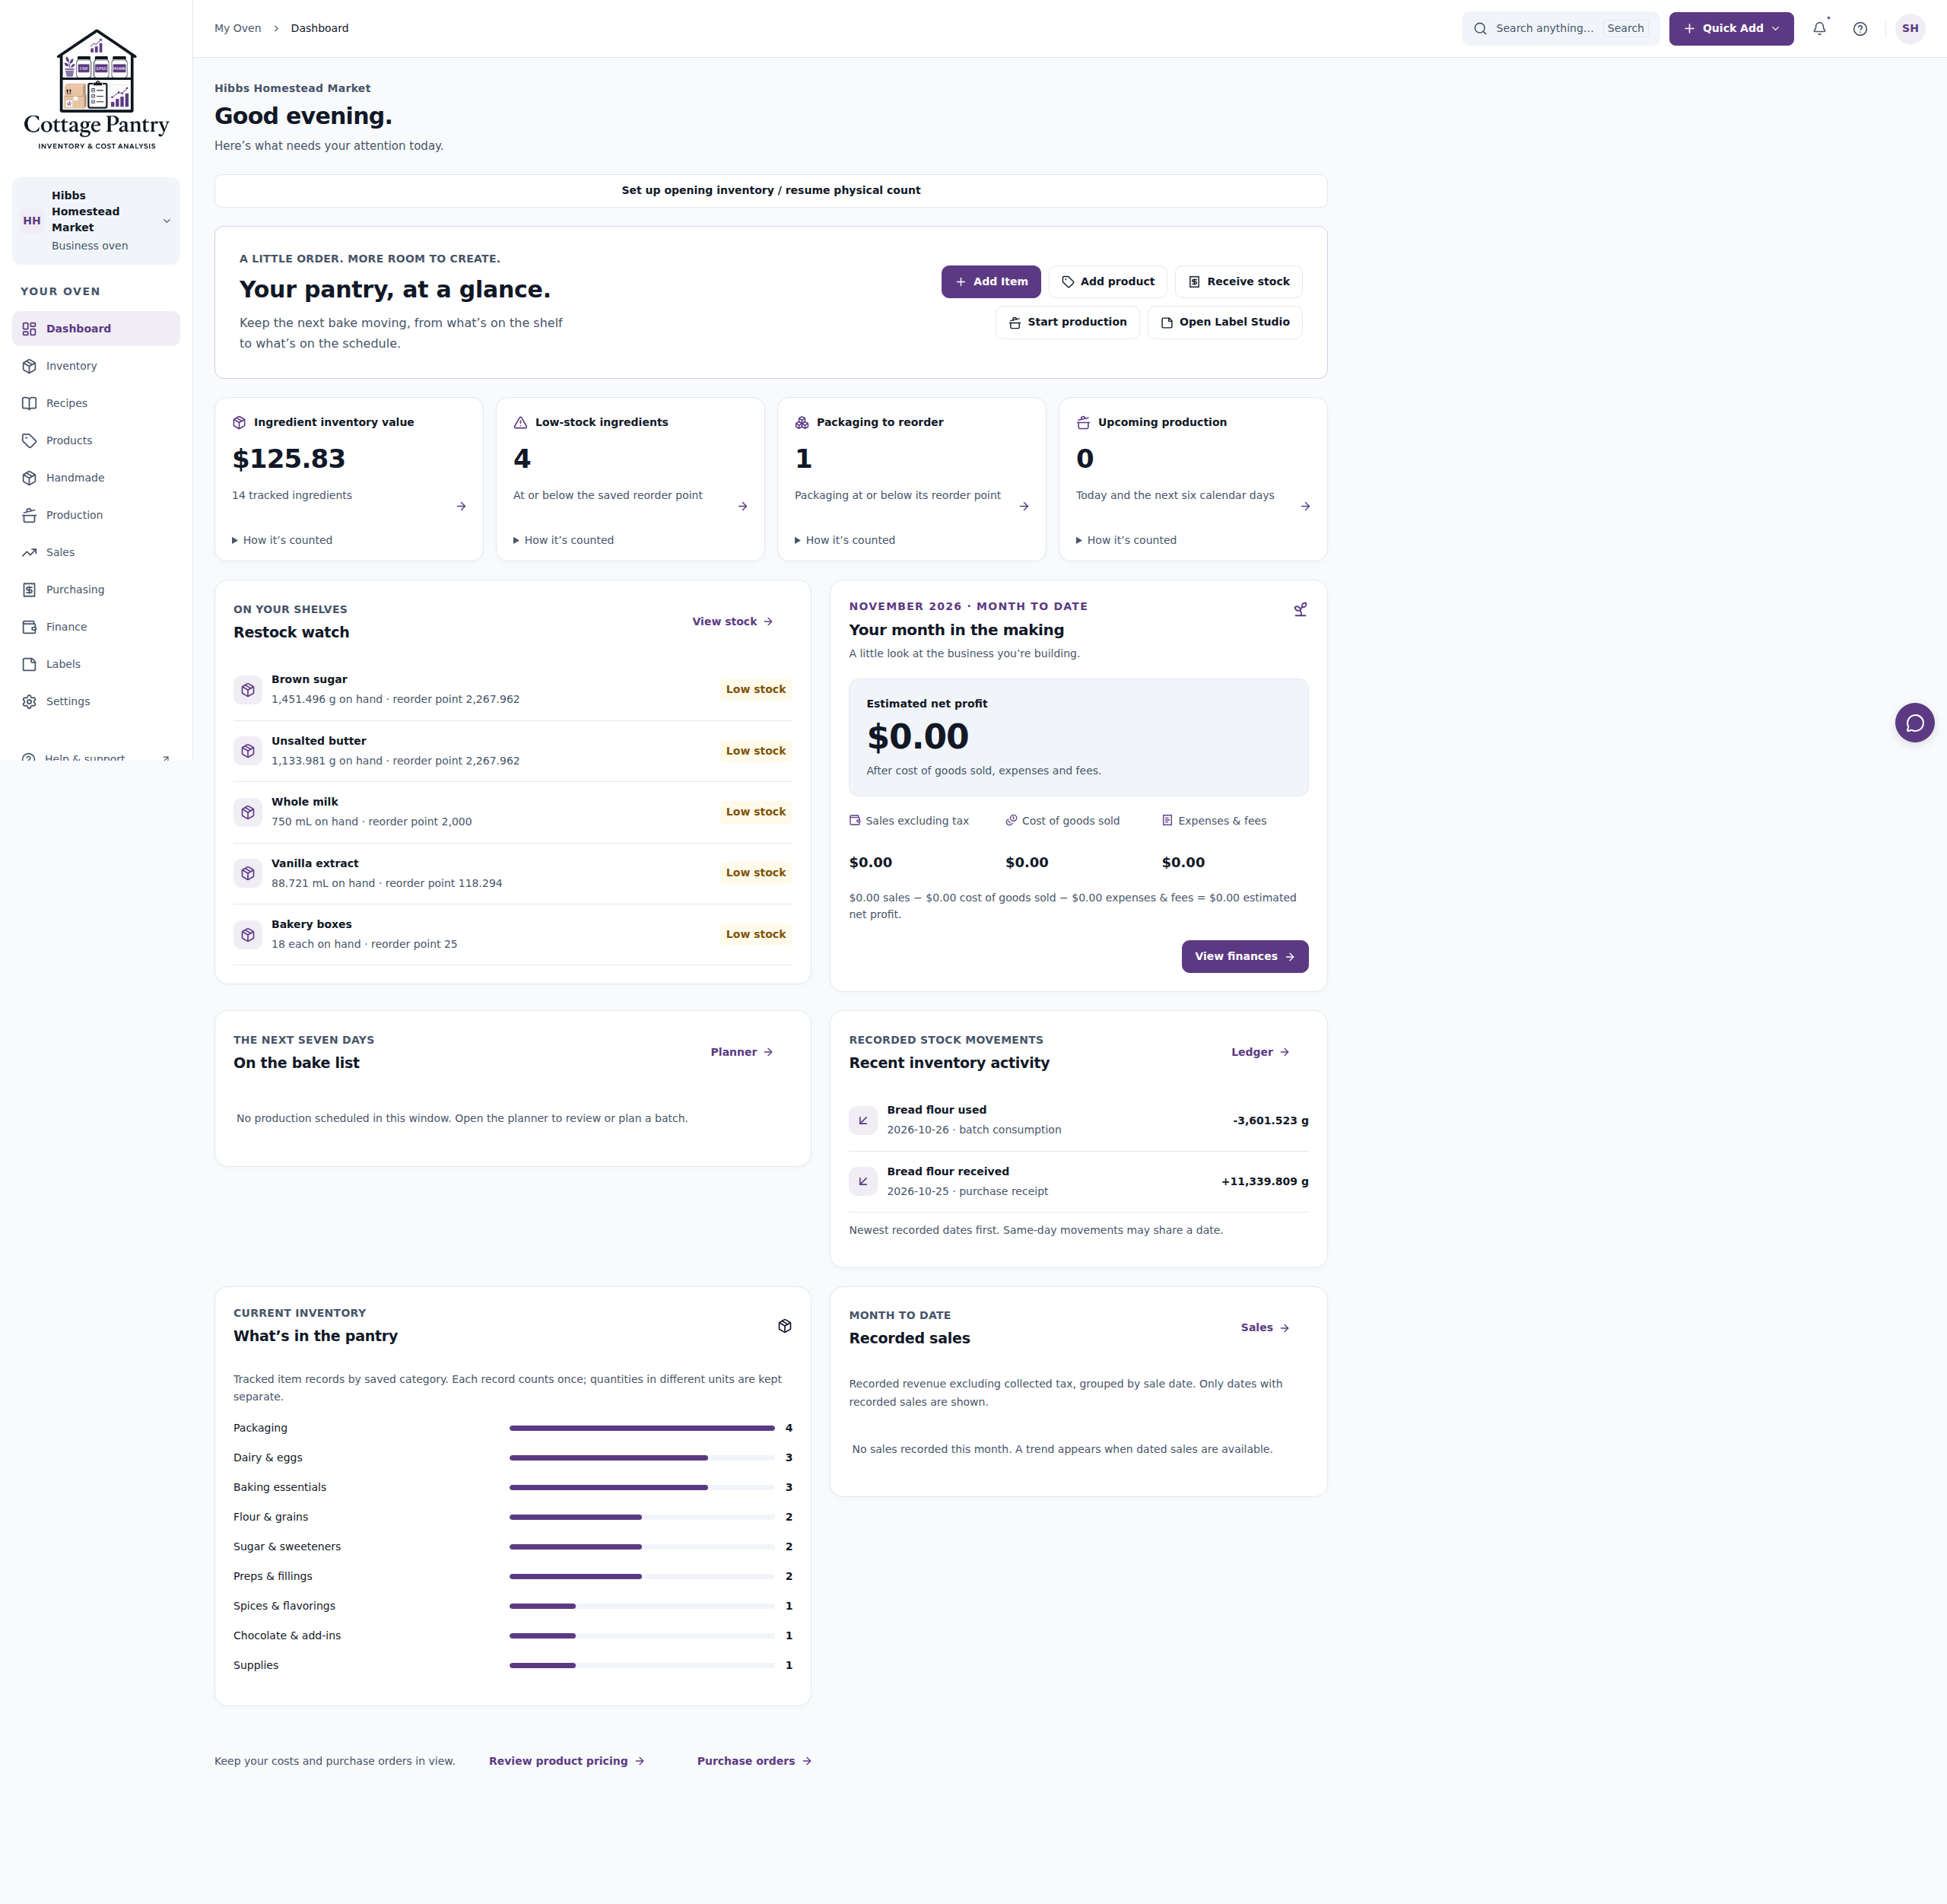 Cottage Pantry
INVENTORY & COST ANALYSIS
HH
Hibbs
Homestead
Market
Business oven
YOUR OVEN
Dashboard
Inventory
Recipes
Products
Handmade
Production
Sales
Purchasing
Finance
Labels
Settings
Help & support
My Oven > Dashboard
Search anything... Search
Quick Add
SH
Hibbs Homestead Market
Good evening.
Here’s what needs your attention today.
Set up opening inventory / resume physical count
A LITTLE ORDER. MORE ROOM TO CREATE.
Your pantry, at a glance.
Keep the next bake moving, from what’s on the shelf
to what’s on the schedule.
Add Item
Add product
Receive stock
Start production
Open Label Studio
Ingredient inventory value
$125.83
14 tracked ingredients
How it’s counted
Low-stock ingredients
4
At or below the saved reorder point
How it’s counted
Packaging to reorder
1
Packaging at or below its reorder point
How it’s counted
Upcoming production
0
Today and the next six calendar days
How it’s counted
ON YOUR SHELVES
Restock watch
View stock
Brown sugar
1,451.496 g on hand · reorder point 2,267.962
Low stock
Unsalted butter
1,133.981 g on hand · reorder point 2,267.962
Low stock
Whole milk
750 mL on hand · reorder point 2,000
Low stock
Vanilla extract
88.721 mL on hand · reorder point 118.294
Low stock
Bakery boxes
18 each on hand · reorder point 25
Low stock
NOVEMBER 2026 · MONTH TO DATE
Your month in the making
A little look at the business you’re building.
Estimated net profit
$0.00
After cost of goods sold, expenses and fees.
Sales excluding tax
$0.00
Cost of goods sold
$0.00
Expenses & fees
$0.00
$0.00 sales − $0.00 cost of goods sold − $0.00 expenses & fees = $0.00 estimated
net profit.
View finances
THE NEXT SEVEN DAYS
On the bake list
Planner
No production scheduled in this window. Open the planner to review or plan a batch.
RECORDED STOCK MOVEMENTS
Recent inventory activity
Ledger
Bread flour used
2026-10-26 · batch consumption
-3,601.523 g
Bread flour received
2026-10-25 · purchase receipt
+11,339.809 g
Newest recorded dates first. Same-day movements may share a date.
CURRENT INVENTORY
What’s in the pantry
Tracked item records by saved category. Each record counts once; quantities in different units are kept
separate.
Packaging 4
Dairy & eggs 3
Baking essentials 3
Flour & grains 2
Sugar & sweeteners 2
Preps & fillings 2
Spices & flavorings 1
Chocolate & add-ins 1
Supplies 1
MONTH TO DATE
Recorded sales
Sales
Recorded revenue excluding collected tax, grouped by sale date. Only dates with
recorded sales are shown.
No sales recorded this month. A trend appears when dated sales are available.
Keep your costs and purchase orders in view.
Review product pricing
Purchase orders